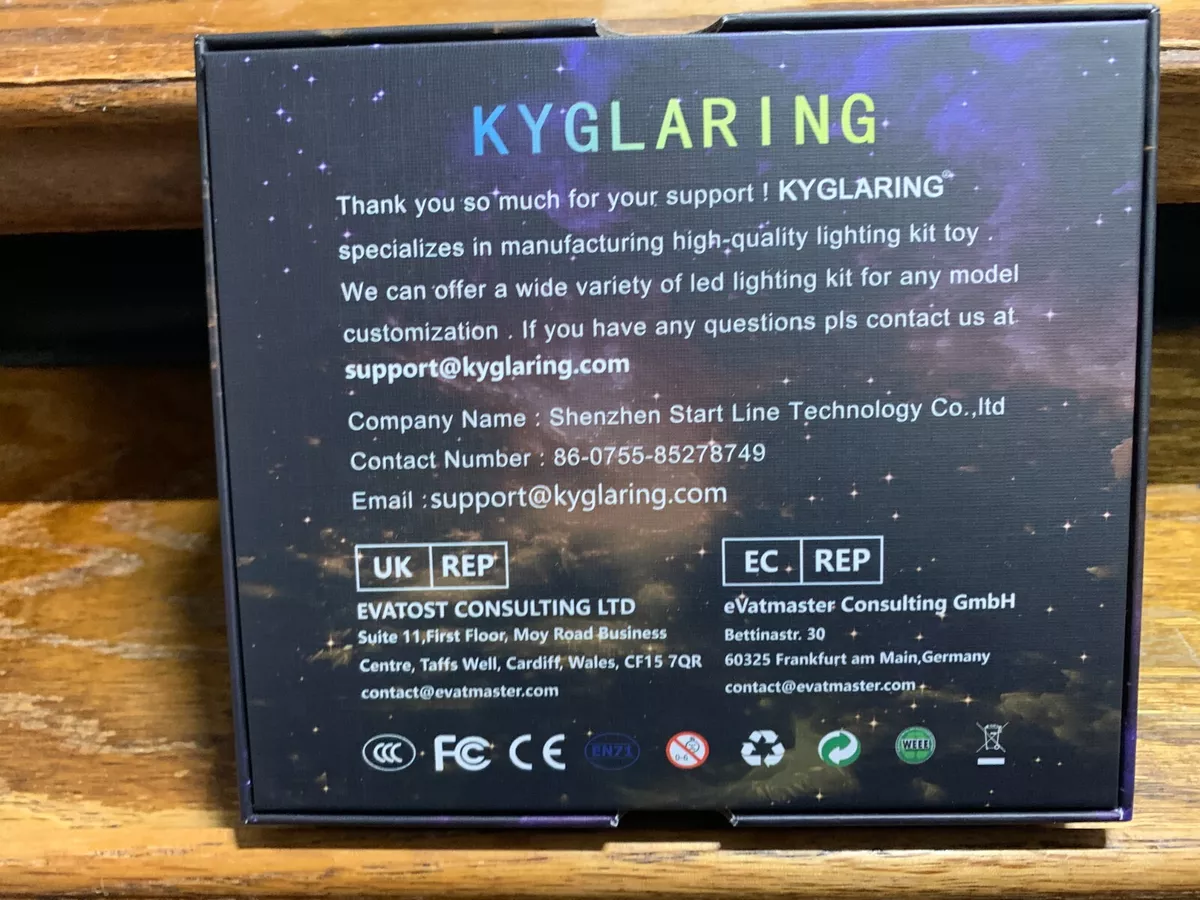 KYGLARING
Thank you so much for your support ! KYGLARING®
specializes in manufacturing high-quality lighting kit toy .
We can offer a wide variety of led lighting kit for any model
customization . If you have any questions pls contact us at
support@kyglaring.com
Company Name : Shenzhen Start Line Technology Co.,ltd
Contact Number : 86-0755-85278749
Email :support@kyglaring.com
UK REP
EVATOST CONSULTING LTD
Suite 11,First Floor, Moy Road Business
Centre, Taffs Well, Cardiff, Wales, CF15 7QR
contact@evatmaster.com
EC REP
eVatmaster Consulting GmbH
Bettinastr. 30
60325 Frankfurt am Main,Germany
contact@evatmaster.com
CCC FC CE EN71 0-6 WEEE